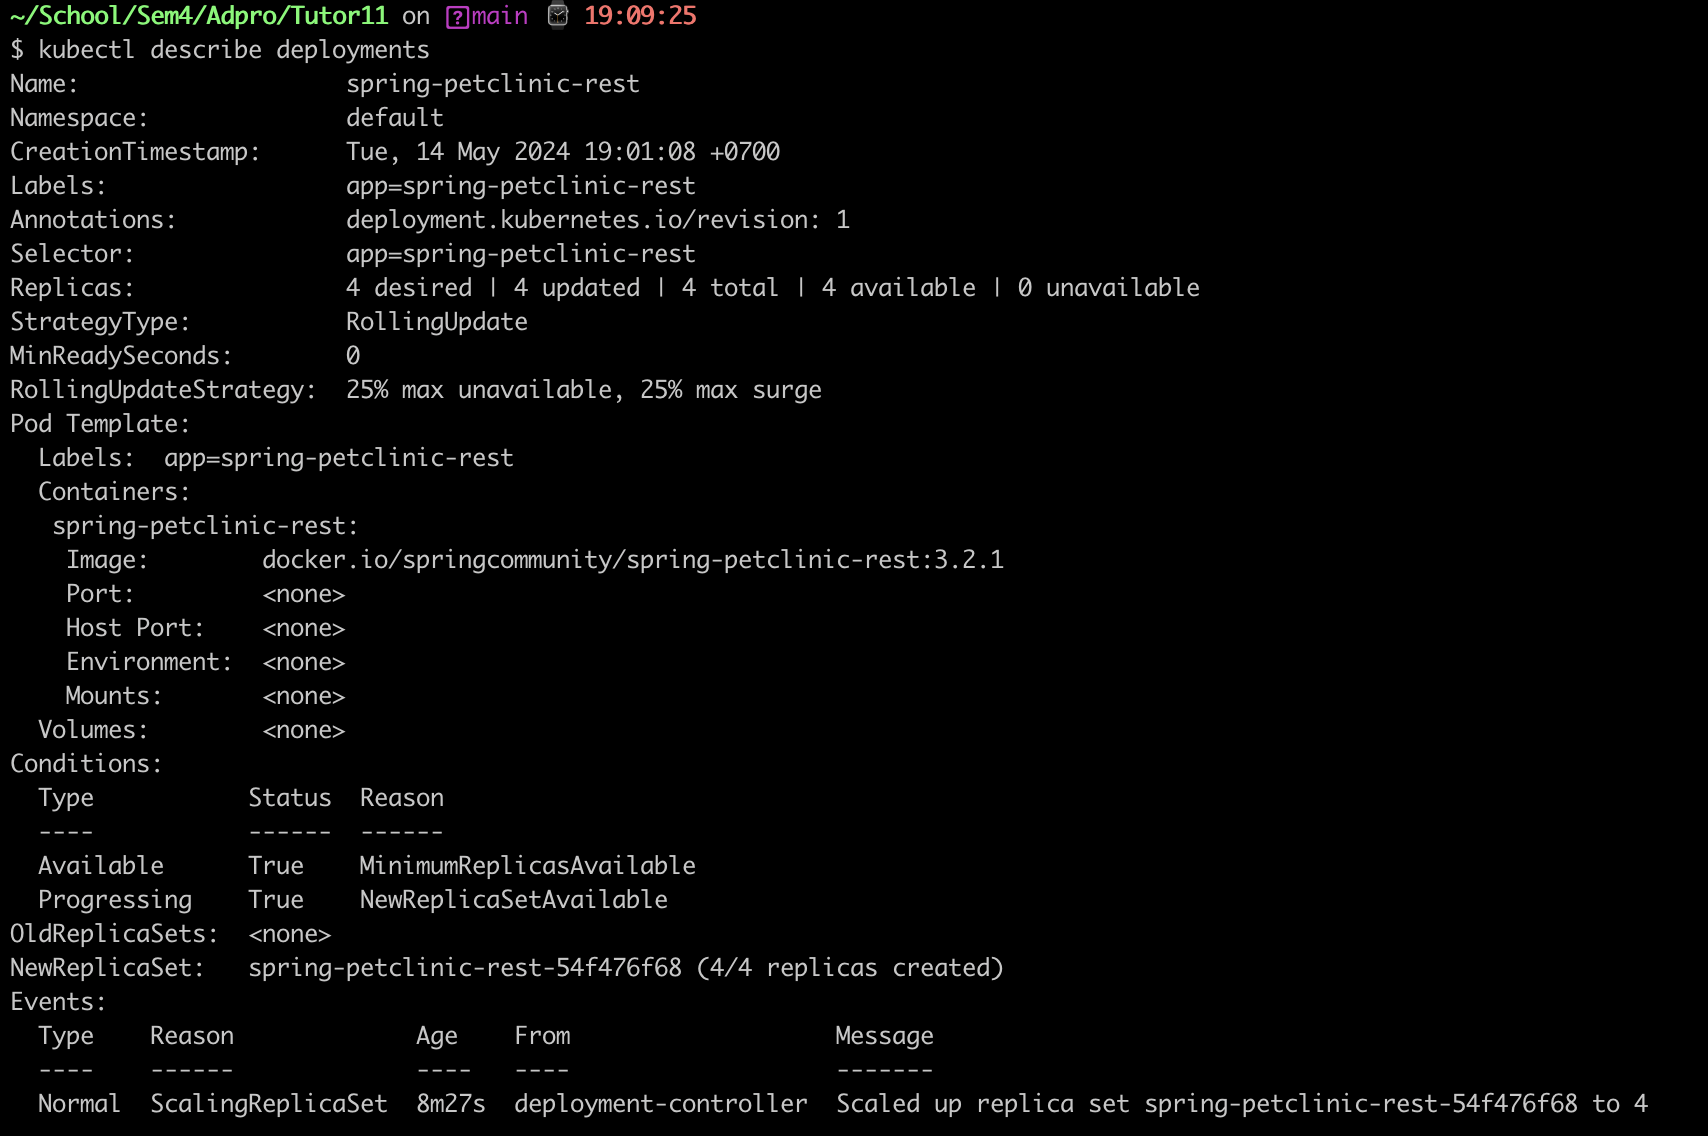 ~/School/Sem4/Adpro/Tutor11 on main 19:09:25
$ kubectl describe deployments
Name:                   spring-petclinic-rest
Namespace:              default
CreationTimestamp:      Tue, 14 May 2024 19:01:08 +0700
Labels:                 app=spring-petclinic-rest
Annotations:            deployment.kubernetes.io/revision: 1
Selector:               app=spring-petclinic-rest
Replicas:               4 desired | 4 updated | 4 total | 4 available | 0 unavailable
StrategyType:           RollingUpdate
MinReadySeconds:        0
RollingUpdateStrategy:  25% max unavailable, 25% max surge
Pod Template:
  Labels:  app=spring-petclinic-rest
  Containers:
   spring-petclinic-rest:
    Image:        docker.io/springcommunity/spring-petclinic-rest:3.2.1
    Port:         <none>
    Host Port:    <none>
    Environment:  <none>
    Mounts:       <none>
  Volumes:        <none>
Conditions:
  Type           Status  Reason
  ----           ------  ------
  Available      True    MinimumReplicasAvailable
  Progressing    True    NewReplicaSetAvailable
OldReplicaSets:  <none>
NewReplicaSet:   spring-petclinic-rest-54f476f68 (4/4 replicas created)
Events:
  Type    Reason             Age    From                   Message
  ----    ------             ----   ----                   -------
  Normal  ScalingReplicaSet  8m27s  deployment-controller  Scaled up replica set spring-petclinic-rest-54f476f68 to 4